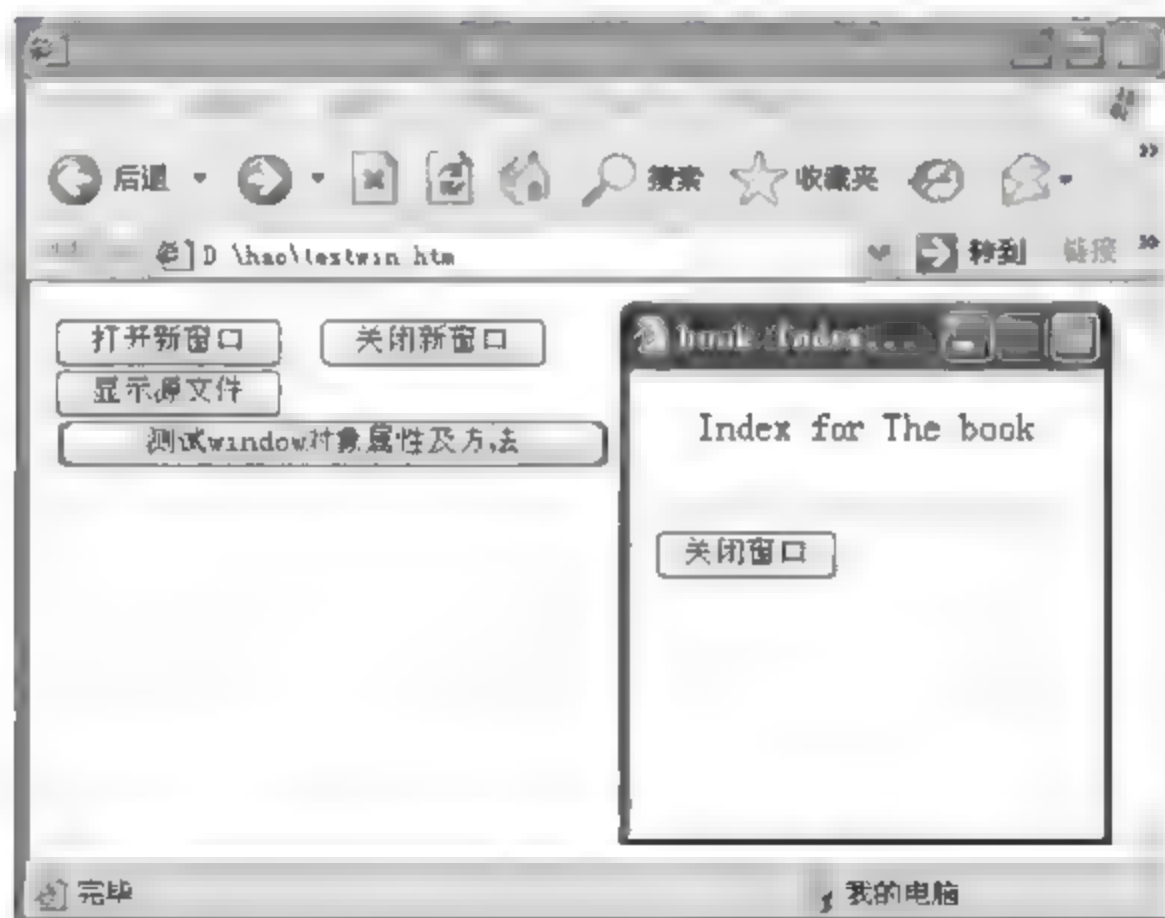 后退 搜索 收藏夹
D \hao\testwin htm 转到 链接
打开新窗口 关闭新窗口
显示源文件
测试window对象属性及方法
book Index...
Index for The book
关闭窗口
完毕 我的电脑